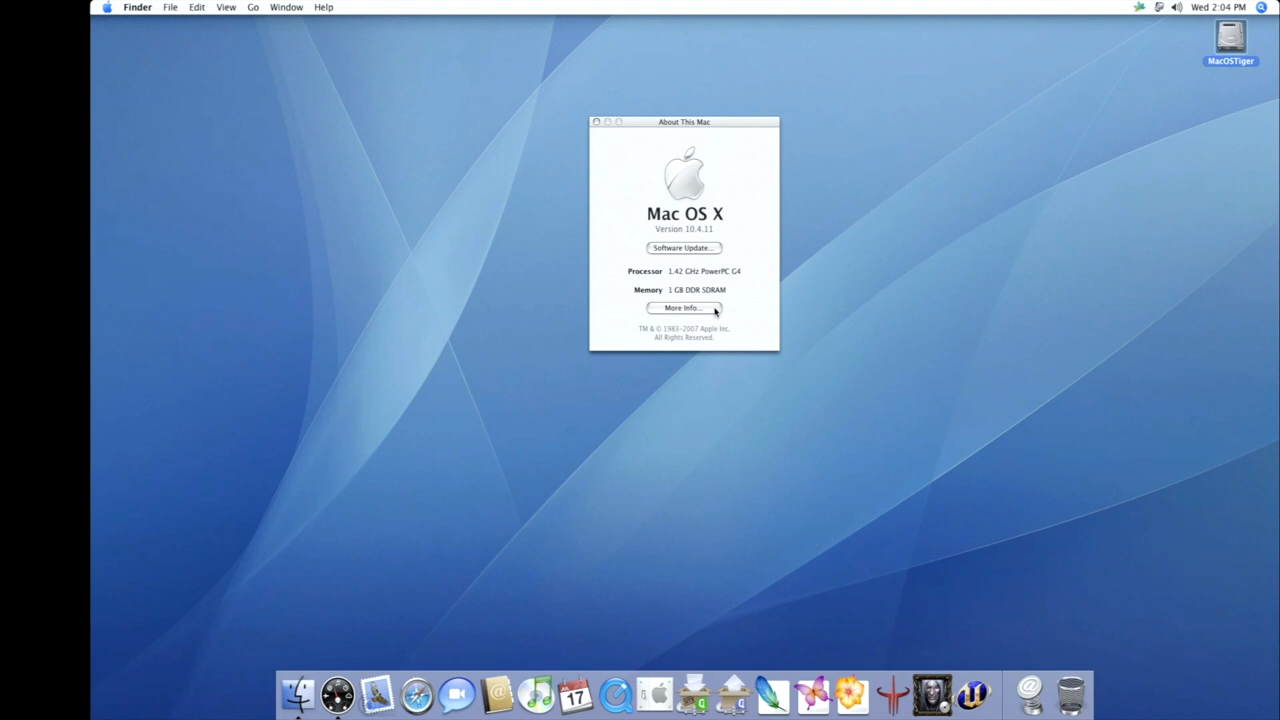 Finder File Edit View Go Window Help Wed 2:04 PM
MacOSTiger
About This Mac
Mac OS X
Version 10.4.11
Software Update...
Processor 1.42 GHz PowerPC G4
Memory 1 GB DDR SDRAM
More Info...
TM & © 1983-2007 Apple Inc.
All Rights Reserved.
17